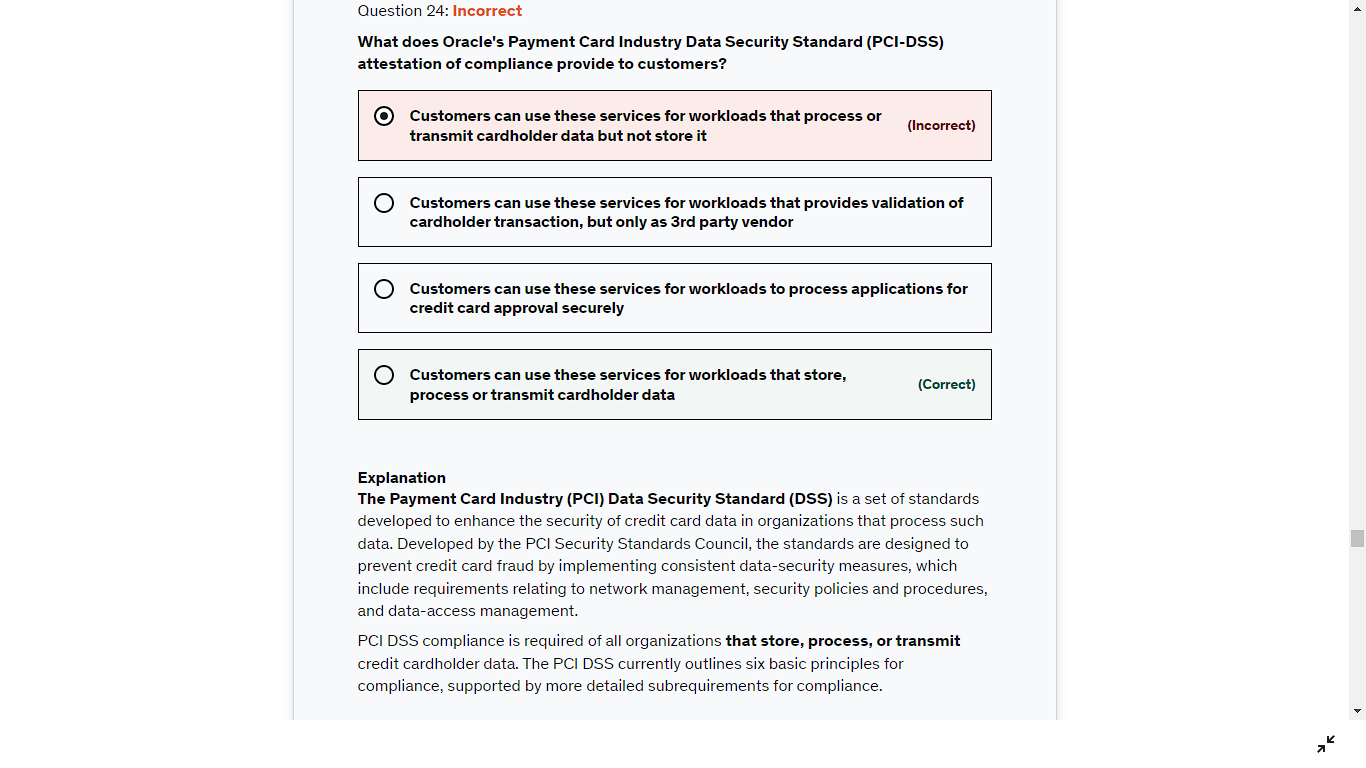 Question 24: Incorrect
What does Oracle's Payment Card Industry Data Security Standard (PCI-DSS)
attestation of compliance provide to customers?
Customers can use these services for workloads that process or
transmit cardholder data but not store it
(Incorrect)
Customers can use these services for workloads that provides validation of
cardholder transaction, but only as 3rd party vendor
Customers can use these services for workloads to process applications for
credit card approval securely
Customers can use these services for workloads that store,
process or transmit cardholder data
(Correct)
Explanation
The Payment Card Industry (PCI) Data Security Standard (DSS) is a set of standards
developed to enhance the security of credit card data in organizations that process such
data. Developed by the PCI Security Standards Council, the standards are designed to
prevent credit card fraud by implementing consistent data-security measures, which
include requirements relating to network management, security policies and procedures,
and data-access management.
PCI DSS compliance is required of all organizations that store, process, or transmit
credit cardholder data. The PCI DSS currently outlines six basic principles for
compliance, supported by more detailed subrequirements for compliance.